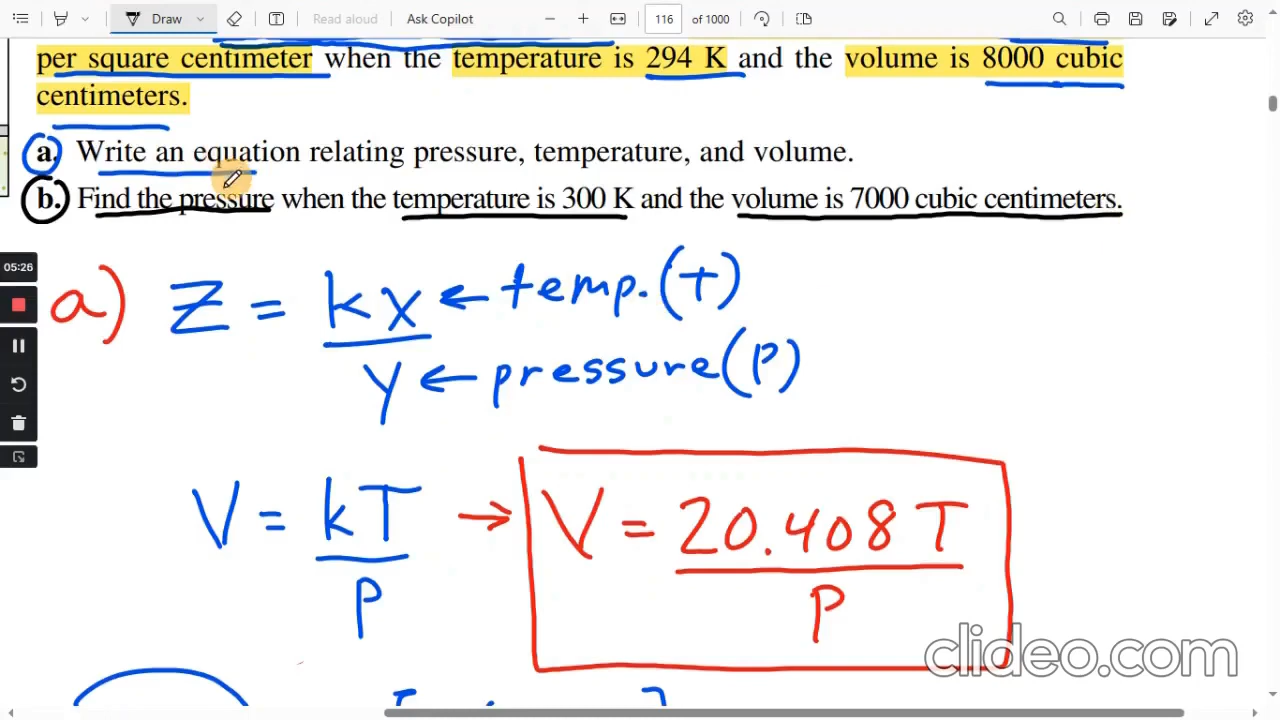 Draw
Read aloud
Ask Copilot
116 of 1000
per square centimeter when the temperature is 294 K and the volume is 8000 cubic
centimeters.
a. Write an equation relating pressure, temperature, and volume.
b. Find the pressure when the temperature is 300 K and the volume is 7000 cubic centimeters.
05:26
a) Z = kx ← temp. (T)
y ← pressure (P)
V = kT → V = 20.408 T
P P
clideo.com